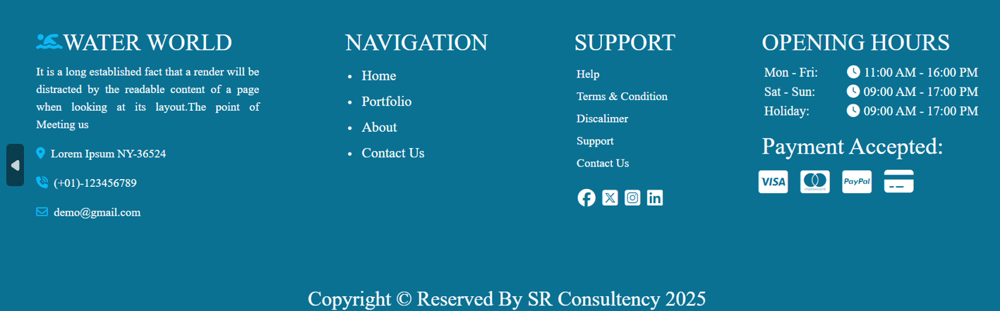 WATER WORLD
It is a long established fact that a render will be
distracted by the readable content of a page
when looking at its layout.The point of
Meeting us
Lorem Ipsum NY-36524
(+01)-123456789
demo@gmail.com
NAVIGATION
• Home
• Portfolio
• About
• Contact Us
SUPPORT
Help
Terms & Condition
Discalimer
Support
Contact Us
OPENING HOURS
Mon - Fri: 11:00 AM - 16:00 PM
Sat - Sun: 09:00 AM - 17:00 PM
Holiday: 09:00 AM - 17:00 PM
Payment Accepted:
VISA mastercard PayPal
Copyright © Reserved By SR Consultency 2025